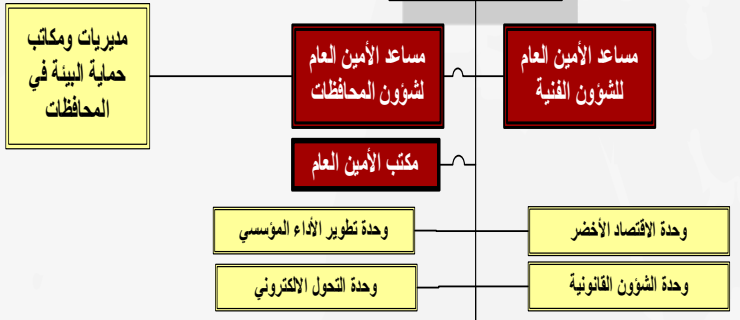 مساعد الأمين العام
للشؤون الفنية
مساعد الأمين العام
لشؤون المحافظات
مديريات ومكاتب
حماية البيئة في
المحافظات
مكتب الأمين العام
وحدة الاقتصاد الأخضر
وحدة تطوير الأداء المؤسسي
وحدة الشؤون القانونية
وحدة التحول الالكتروني